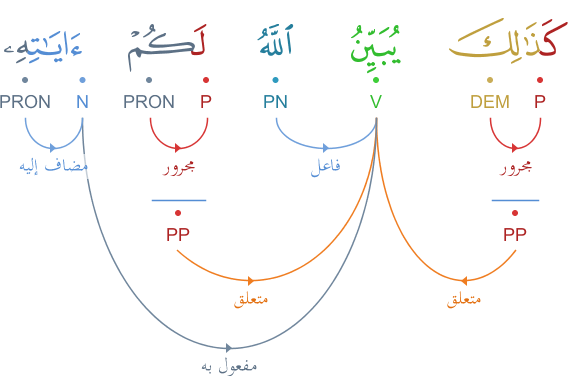 كَذَٰلِكَ يُبَيِّنُ ٱللَّهُ لَكُمْ ءَايَـٰتِهِۦ
P DEM V PN P PRON N PRON
مجرور فاعل مجرور مضاف إليه
PP PP
متعلق متعلق
مفعول به